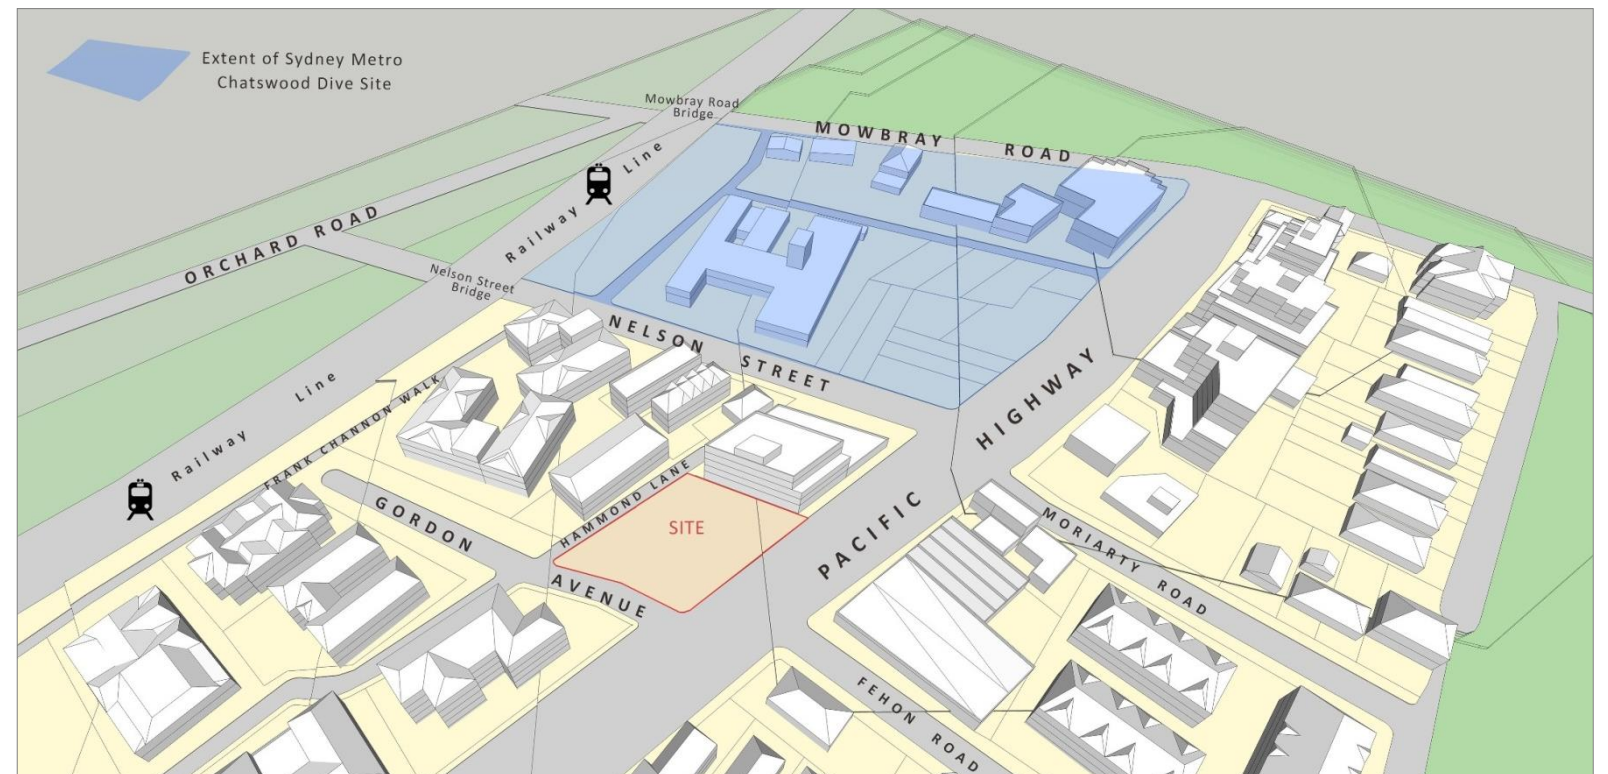 Extent of Sydney Metro
Chatswood Dive Site
Mowbray Road
Bridge
MOWBRAY ROAD
Railway Line
ORCHARD ROAD
Nelson Street
Bridge
NELSON STREET
Railway Line
FRANK CHANNON WALK
PACIFIC HIGHWAY
HAMMOND LANE
GORDON AVENUE
SITE
MORIARTY ROAD
FEHON ROAD